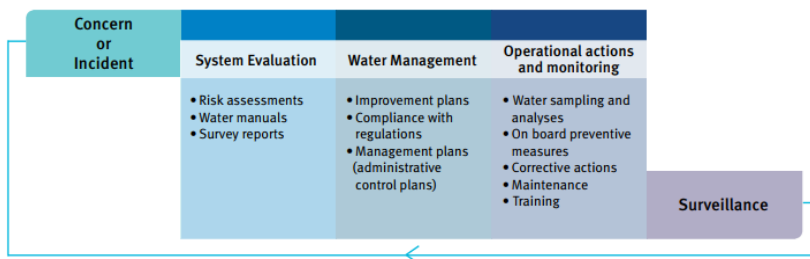 Concern
or
Incident
System Evaluation
• Risk assessments
• Water manuals
• Survey reports
Water Management
• Improvement plans
• Compliance with
regulations
• Management plans
(administrative
control plans)
Operational actions
and monitoring
• Water sampling and
analyses
• On board preventive
measures
• Corrective actions
• Maintenance
• Training
Surveillance